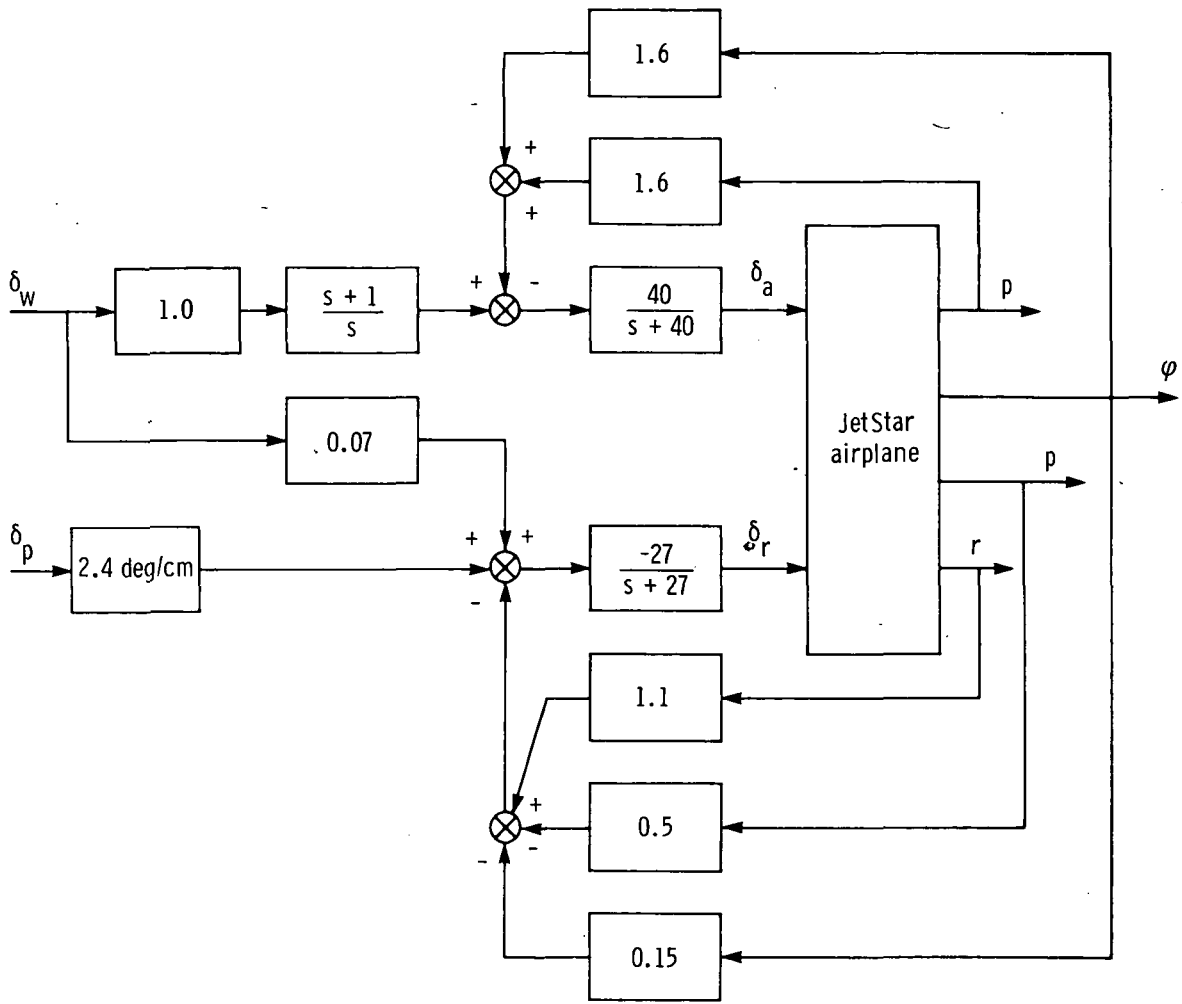 1.6
-
+
1.6
+
δw
1.0
s + 1
s
+
-
40
s + 40
δa
p
φ
JetStar
airplane
0.07
p
δp
2.4 deg/cm
+
+
-
-27
s + 27
δr
r
1.1
+
0.5
-
-
0.15